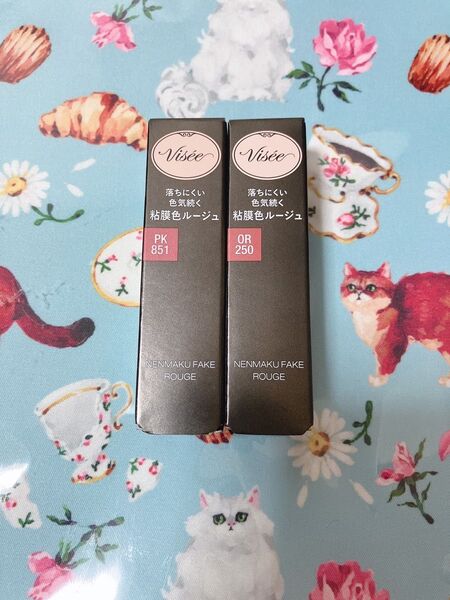 Visée
落ちにくい
色気続く
粘膜色ルージュ
PK
851
NENMAKU FAKE
ROUGE
Visée
落ちにくい
色気続く
粘膜色ルージュ
OR
250
NENMAKU FAKE
ROUGE